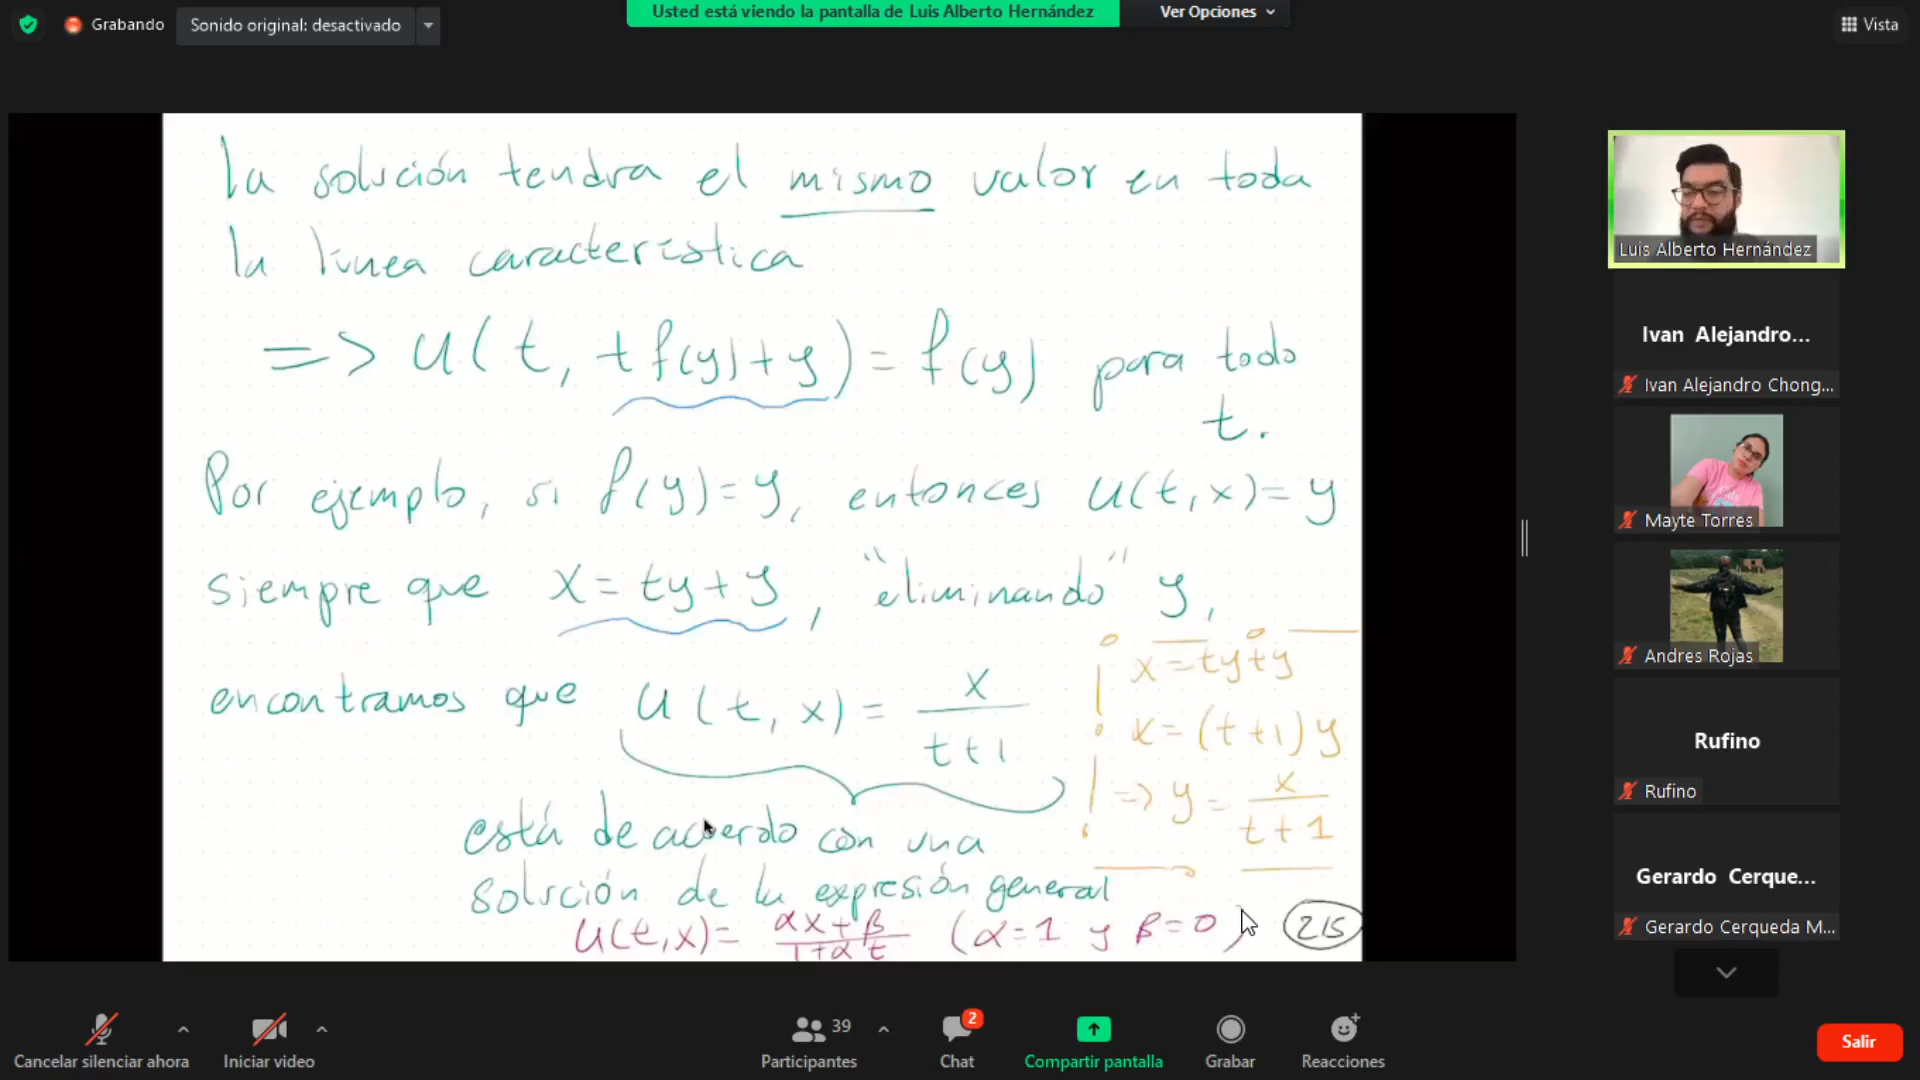 Grabando
Sonido original: desactivado
Usted está viendo la pantalla de Luis Alberto Hernández
Ver Opciones
Vista
La solución tendra el mismo valor en toda
la línea característica
=> u(t, tf(y)+y) = f(y) para todo
t.
Por ejemplo, si f(y)=y, entonces u(t,x)=y
siempre que x=ty+y, "eliminando" y,
encontramos que u(t,x) = x/(t+1)
x=ty+y
x=(t+1)y
=> y = x/(t+1)
está de acuerdo con una
solución de la expresión general
u(t,x) = (αx+β)/(1+αt) (α=1 y β=0)
215
Luis Alberto Hernández
Ivan Alejandro...
Ivan Alejandro Chong...
Mayte Torres
Andres Rojas
Rufino
Rufino
Gerardo Cerque...
Gerardo Cerqueda M...
Cancelar silenciar ahora
Iniciar video
39
Participantes
2
Chat
Compartir pantalla
Grabar
Reacciones
Salir